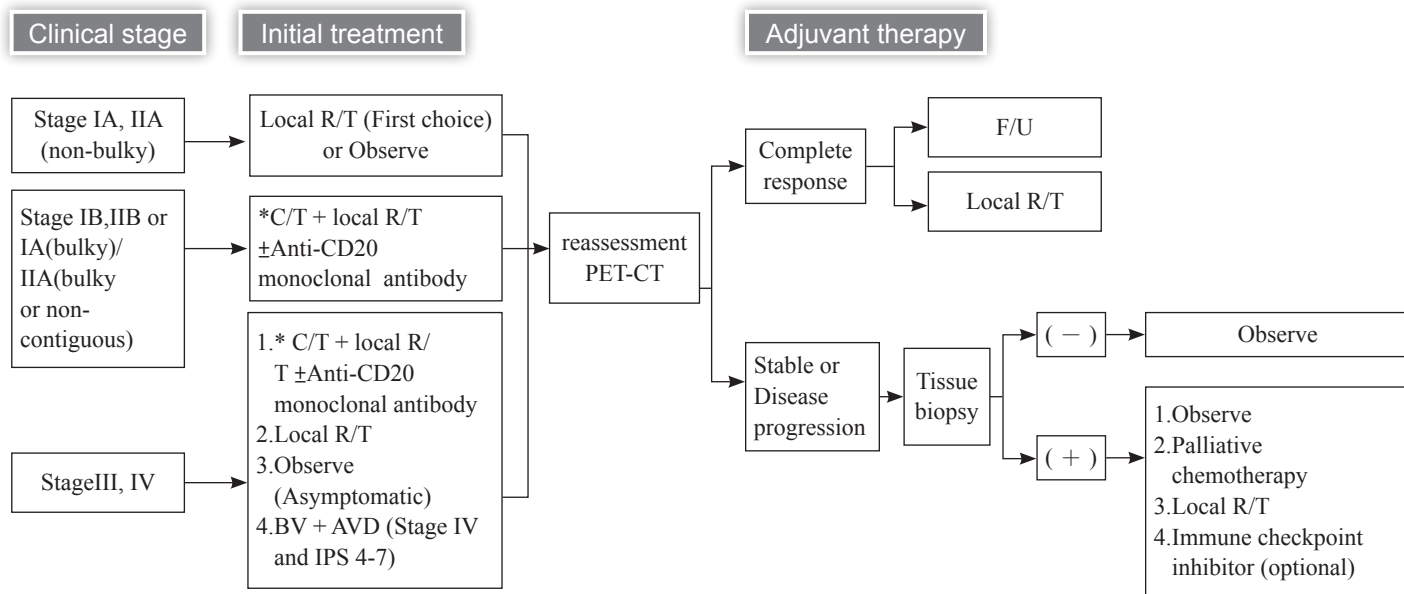 Clinical stage
Initial treatment
Adjuvant therapy
Stage IA, IIA
(non-bulky)
Local R/T (First choice)
or Observe
Stage IB,IIB or
IA(bulky)/
IIA(bulky
or non-
contiguous)
*C/T + local R/T
±Anti-CD20
monoclonal antibody
StageIII, IV
1.* C/T + local R/
T ±Anti-CD20
monoclonal antibody
2.Local R/T
3.Observe
(Asymptomatic)
4.BV + AVD (Stage IV
and IPS 4-7)
reassessment
PET-CT
Complete
response
F/U
Local R/T
Stable or
Disease
progression
Tissue
biopsy
( − )
Observe
( + )
1.Observe
2.Palliative
chemotherapy
3.Local R/T
4.Immune checkpoint
inhibitor (optional)